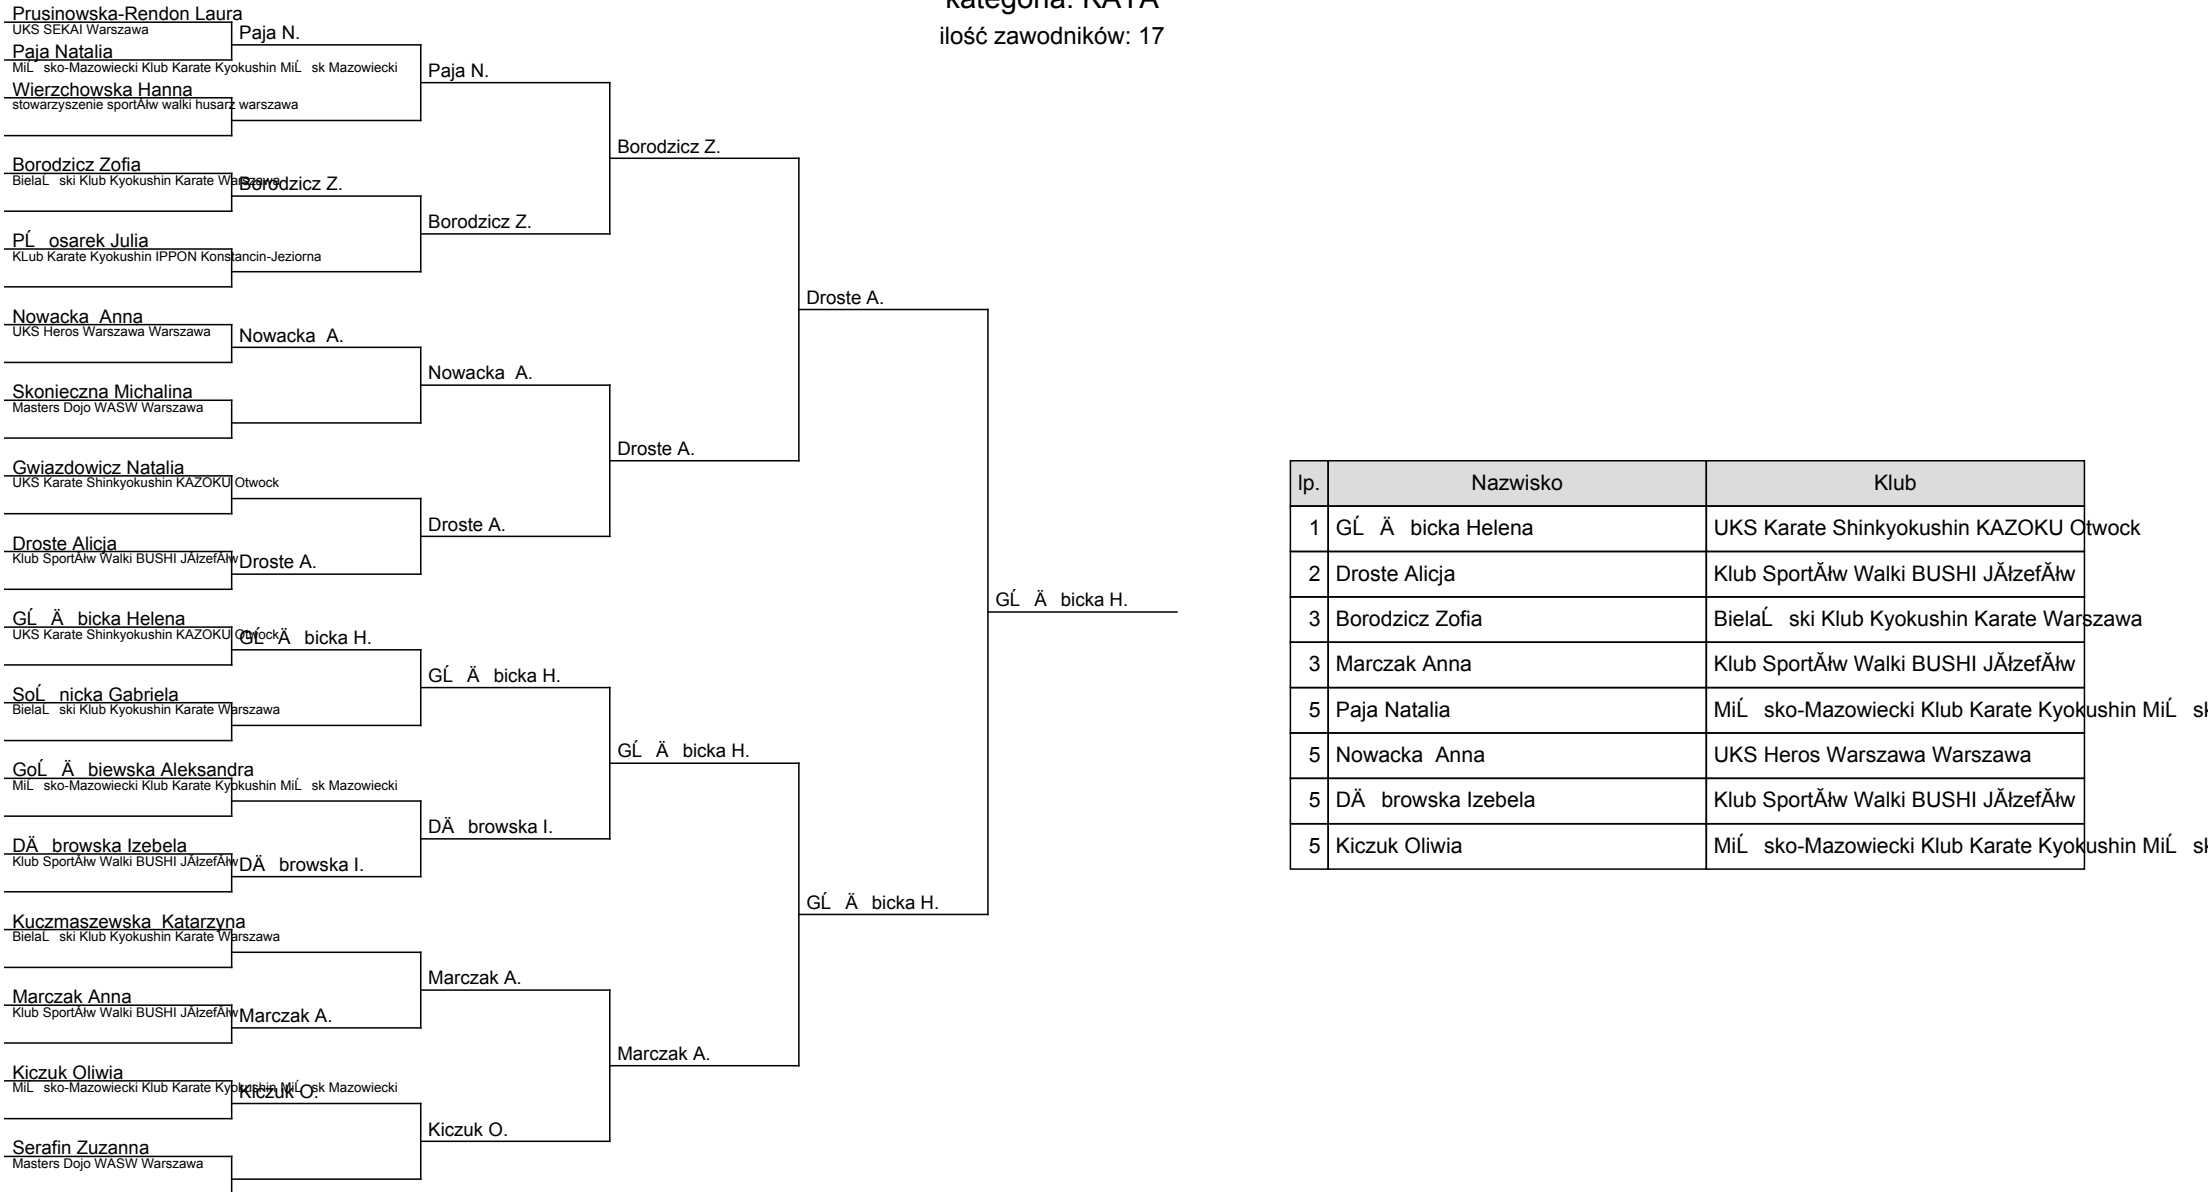 kategoria: KATA
ilość zawodników: 17
Prusinowska-Rendon Laura
UKS SEKAI Warszawa
Paja N.
Paja Natalia
MiĹ sko-Mazowiecki Klub Karate Kyokushin MiĹ sk Mazowiecki
Paja N.
Wierzchowska Hanna
stowarzyszenie sportĂłw walki husarz warszawa
Borodzicz Z.
Borodzicz Zofia
BielaĹ ski Klub Kyokushin Karate Warszawa
Borodzicz Z.
Borodzicz Z.
PĹ osarek Julia
KLub Karate Kyokushin IPPON Konstancin-Jeziorna
Droste A.
Nowacka Anna
UKS Heros Warszawa Warszawa
Nowacka A.
Nowacka A.
Skonieczna Michalina
Masters Dojo WASW Warszawa
Droste A.
Gwiazdowicz Natalia
UKS Karate Shinkyokushin KAZOKU Otwock
Droste A.
Droste Alicja
Klub SportĂłw Walki BUSHI JĂłzefĂłw
Droste A.
GĹ Ä bicka H.
GĹ Ä bicka Helena
UKS Karate Shinkyokushin KAZOKU Otwock
GĹ Ä bicka H.
GĹ Ä bicka H.
SoĹ nicka Gabriela
BielaĹ ski Klub Kyokushin Karate Warszawa
GĹ Ä bicka H.
GoĹ Ä biewska Aleksandra
MiĹ sko-Mazowiecki Klub Karate Kyokushin MiĹ sk Mazowiecki
DÄ browska I.
DÄ browska Izebela
Klub SportĂłw Walki BUSHI JĂłzefĂłw
DÄ browska I.
GĹ Ä bicka H.
Kuczmaszewska Katarzyna
BielaĹ ski Klub Kyokushin Karate Warszawa
Marczak A.
Marczak Anna
Klub SportĂłw Walki BUSHI JĂłzefĂłw
Marczak A.
Marczak A.
Kiczuk Oliwia
MiĹ sko-Mazowiecki Klub Karate Kyokushin MiĹ sk Mazowiecki
Kiczuk O.
Kiczuk O.
Serafin Zuzanna
Masters Dojo WASW Warszawa
lp. Nazwisko Klub
1 GĹ Ä bicka Helena UKS Karate Shinkyokushin KAZOKU Otwock
2 Droste Alicja Klub SportĂłw Walki BUSHI JĂłzefĂłw
3 Borodzicz Zofia BielaĹ ski Klub Kyokushin Karate Warszawa
3 Marczak Anna Klub SportĂłw Walki BUSHI JĂłzefĂłw
5 Paja Natalia MiĹ sko-Mazowiecki Klub Karate Kyokushin MiĹ sk
5 Nowacka Anna UKS Heros Warszawa Warszawa
5 DÄ browska Izebela Klub SportĂłw Walki BUSHI JĂłzefĂłw
5 Kiczuk Oliwia MiĹ sko-Mazowiecki Klub Karate Kyokushin MiĹ sk